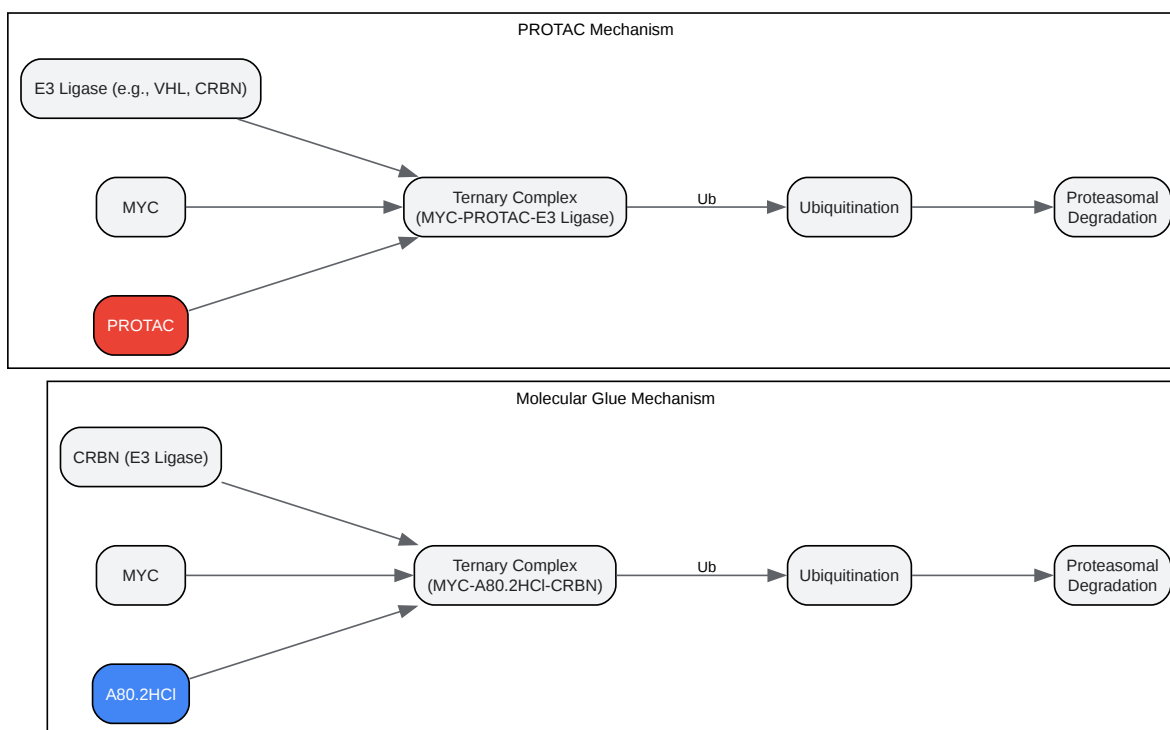 PROTAC Mechanism
E3 Ligase (e.g., VHL, CRBN)
MYC
PROTAC
Ternary Complex
(MYC-PROTAC-E3 Ligase)
Ub
Ubiquitination
Proteasomal
Degradation
Molecular Glue Mechanism
CRBN (E3 Ligase)
MYC
A80.2HCl
Ternary Complex
(MYC-A80.2HCl-CRBN)
Ub
Ubiquitination
Proteasomal
Degradation